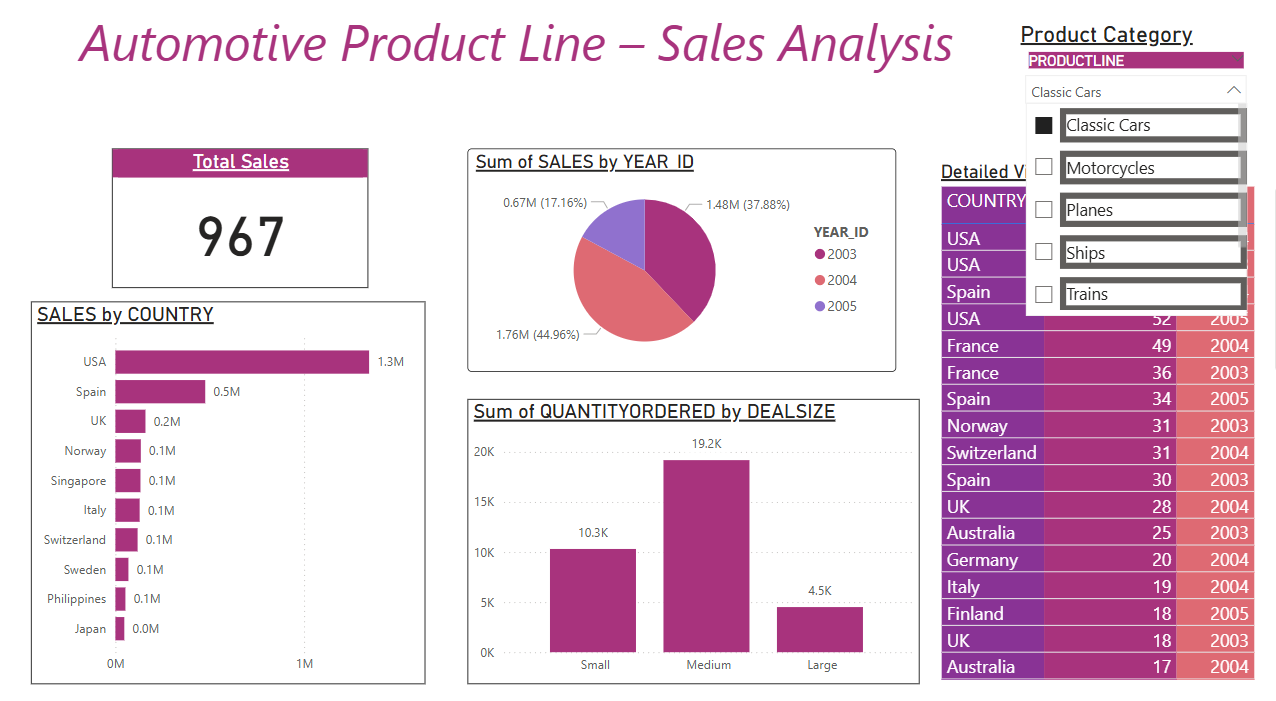 Automotive Product Line – Sales Analysis
Product Category
PRODUCTLINE
Classic Cars
Classic Cars
Motorcycles
Planes
Ships
Trains
Total Sales
967
Sum of SALES by YEAR_ID
0.67M (17.16%)
1.48M (37.88%)
1.76M (44.96%)
YEAR_ID
2003
2004
2005
SALES by COUNTRY
USA 1.3M
Spain 0.5M
UK 0.2M
Norway 0.1M
Singapore 0.1M
Italy 0.1M
Switzerland 0.1M
Sweden 0.1M
Philippines 0.1M
Japan 0.0M
0M 1M
Sum of QUANTITYORDERED by DEALSIZE
20K
15K
10K
5K
0K
10.3K
19.2K
4.5K
Small Medium Large
Detailed
COUNTRY
USA
USA
Spain
USA 52 2005
France 49 2004
France 36 2003
Spain 34 2005
Norway 31 2003
Switzerland 31 2004
Spain 30 2003
UK 28 2004
Australia 25 2003
Germany 20 2004
Italy 19 2004
Finland 18 2005
UK 18 2003
Australia 17 2004